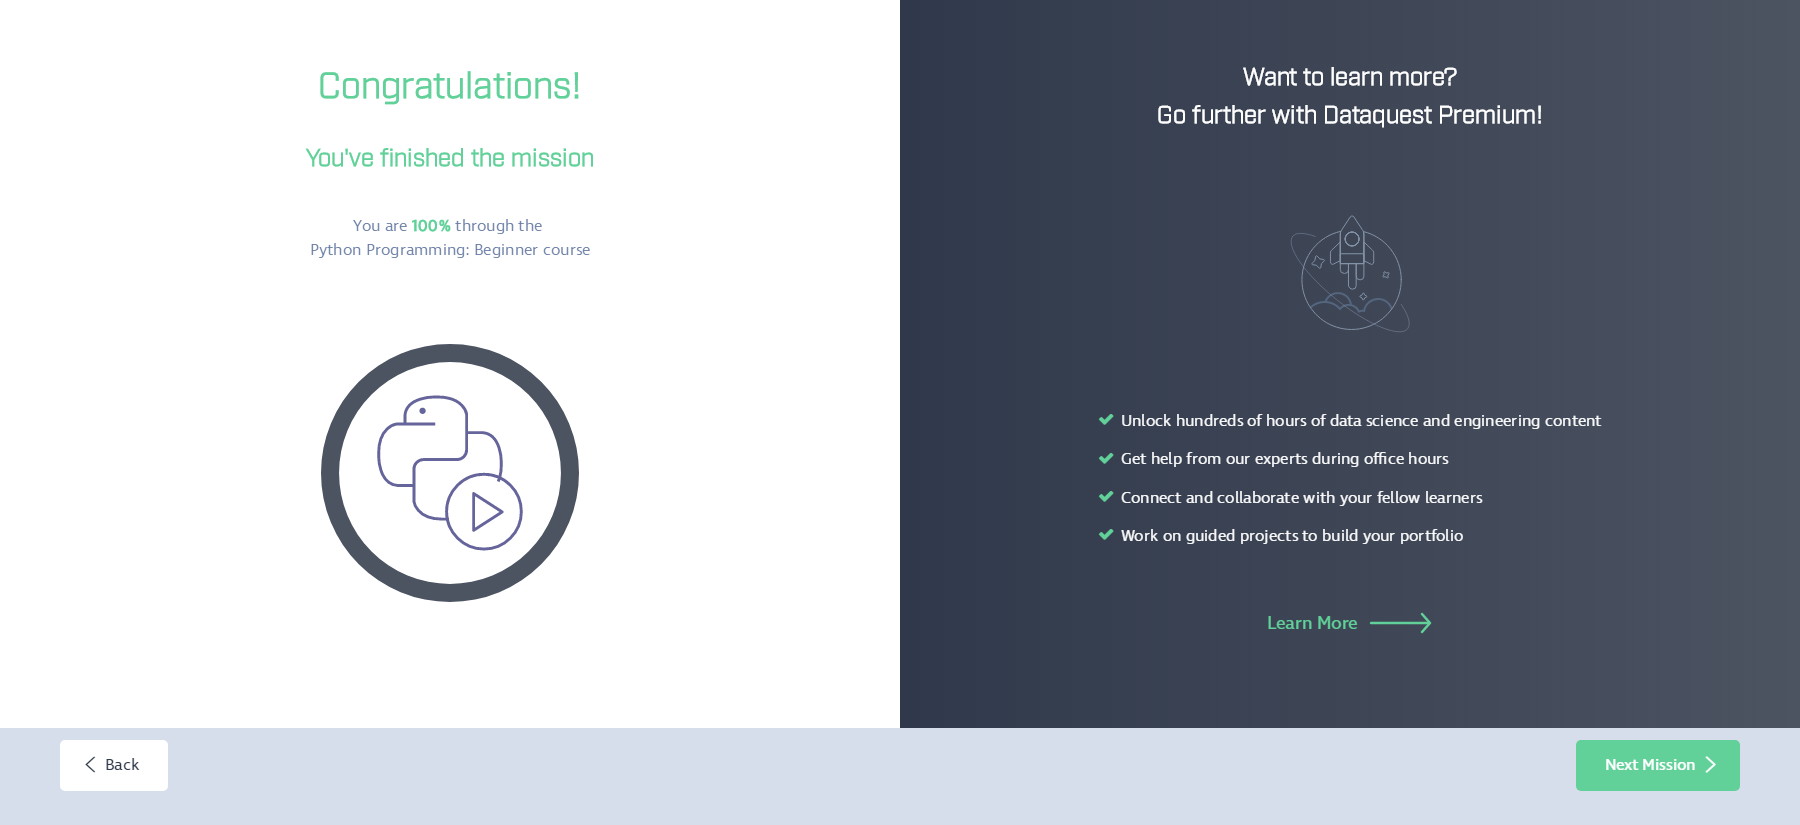 Congratulations!
You've finished the mission
You are 100% through the
Python Programming: Beginner course
Want to learn more?
Go further with Dataquest Premium!
Unlock hundreds of hours of data science and engineering content
Get help from our experts during office hours
Connect and collaborate with your fellow learners
Work on guided projects to build your portfolio
Learn More
Back
Next Mission